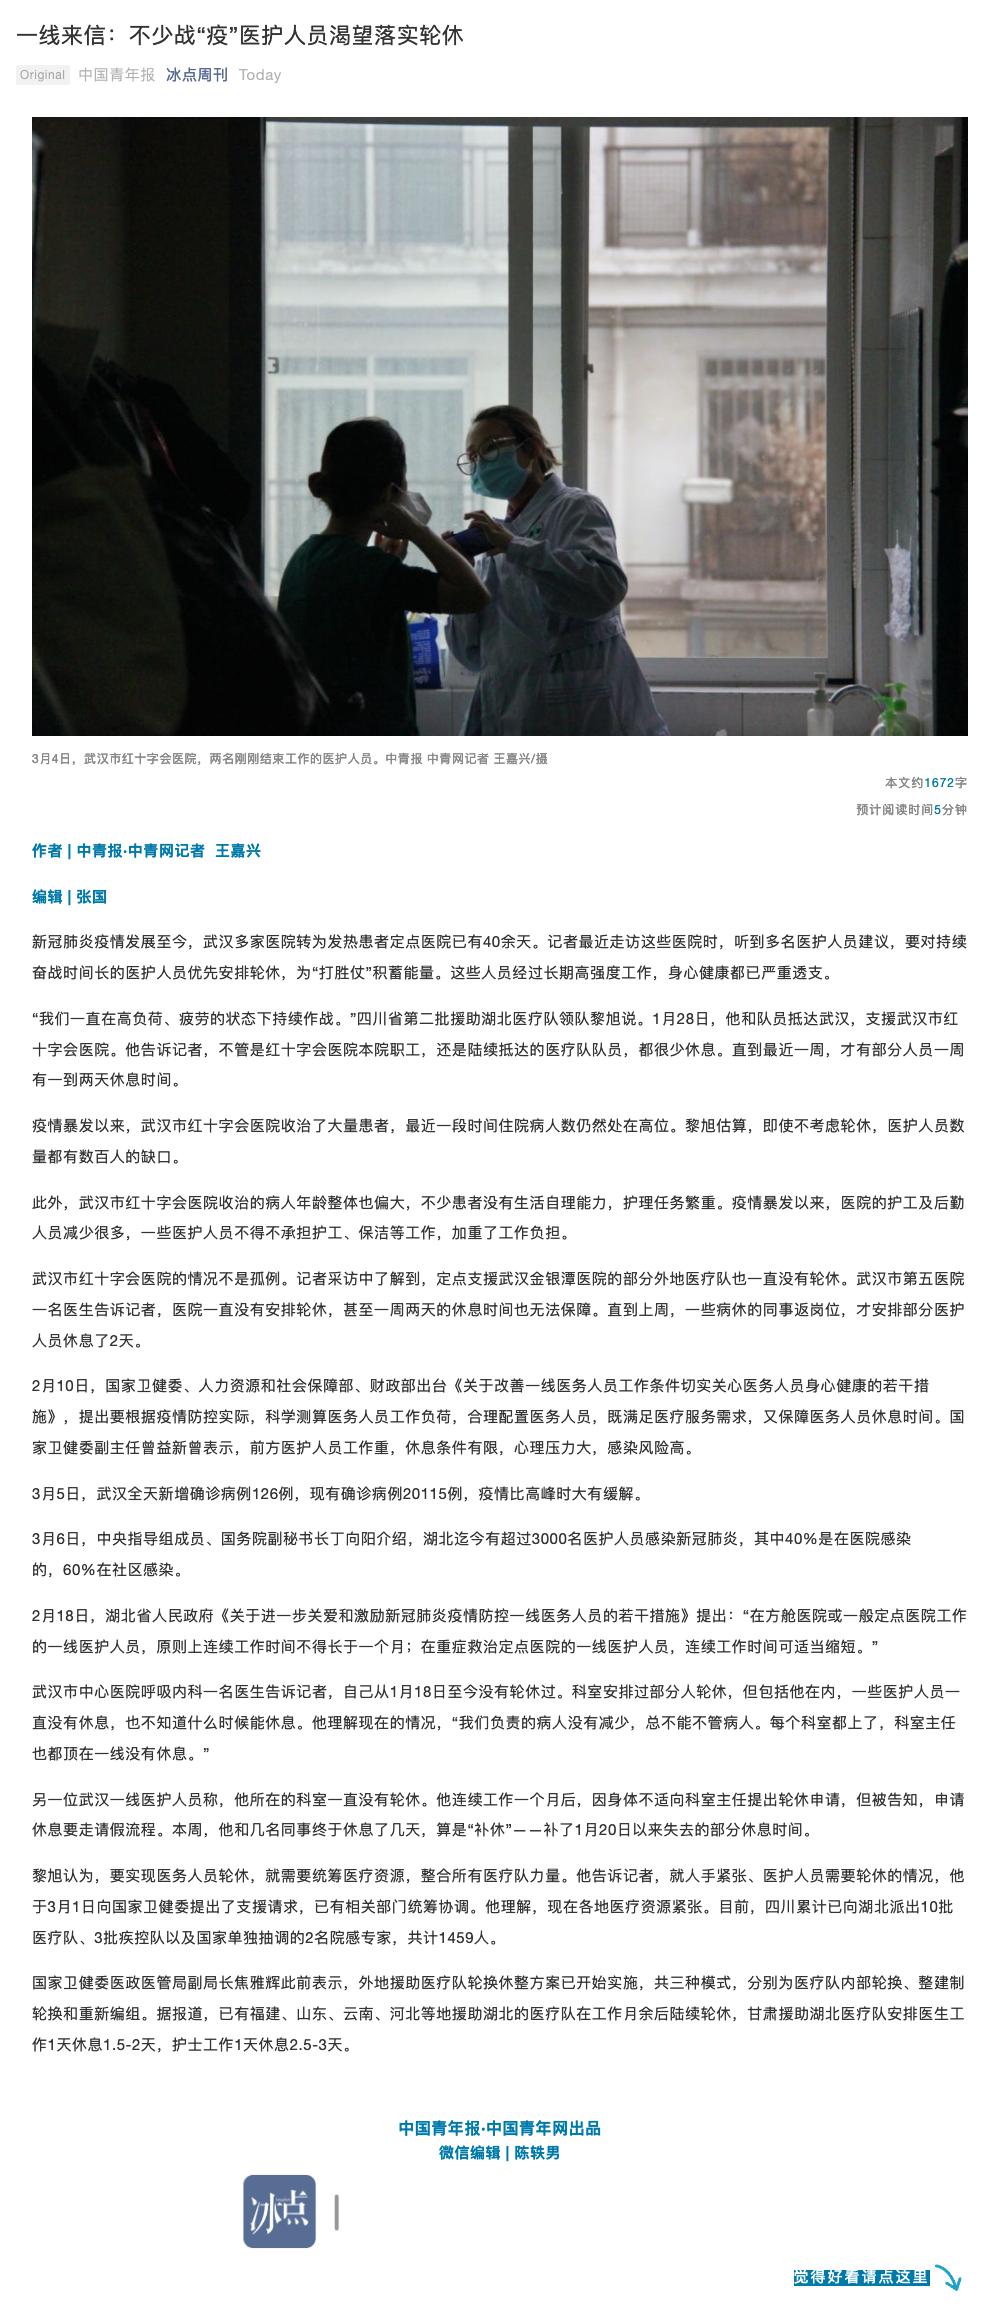 一线来信：不少战“疫”医护人员渴望落实轮休
Original 中国青年报 冰点周刊 Today
3月4日，武汉市红十字会医院，两名刚刚结束工作的医护人员。中青报 中青网记者 王嘉兴/摄
本文约1672字
预计阅读时间5分钟
作者 | 中青报·中青网记者 王嘉兴
编辑 | 张国
新冠肺炎疫情发展至今，武汉多家医院转为发热患者定点医院已有40余天。记者最近走访这些医院时，听到多名医护人员建议，要对持续
奋战时间长的医护人员优先安排轮休，为“打胜仗”积蓄能量。这些人员经过长期高强度工作，身心健康都已严重透支。
“我们一直在高负荷、疲劳的状态下持续作战。”四川省第二批援助湖北医疗队领队黎旭说。1月28日，他和队员抵达武汉，支援武汉市红
十字会医院。他告诉记者，不管是红十字会医院本院职工，还是陆续抵达的医疗队队员，都很少休息。直到最近一周，才有部分人员一周
有一到两天休息时间。
疫情暴发以来，武汉市红十字会医院收治了大量患者，最近一段时间住院病人数仍然处在高位。黎旭估算，即使不考虑轮休，医护人员数
量都有数百人的缺口。
此外，武汉市红十字会医院收治的病人年龄整体也偏大，不少患者没有生活自理能力，护理任务繁重。疫情暴发以来，医院的护工及后勤
人员减少很多，一些医护人员不得不承担护工、保洁等工作，加重了工作负担。
武汉市红十字会医院的情况不是孤例。记者采访中了解到，定点支援武汉金银潭医院的部分外地医疗队也一直没有轮休。武汉市第五医院
一名医生告诉记者，医院一直没有安排轮休，甚至一周两天的休息时间也无法保障。直到上周，一些病休的同事返岗位，才安排部分医护
人员休息了2天。
2月10日，国家卫健委、人力资源和社会保障部、财政部出台《关于改善一线医务人员工作条件切实关心医务人员身心健康的若干措
施》，提出要根据疫情防控实际，科学测算医务人员工作负荷，合理配置医务人员，既满足医疗服务需求，又保障医务人员休息时间。国
家卫健委副主任曾益新曾表示，前方医护人员工作重，休息条件有限，心理压力大，感染风险高。
3月5日，武汉全天新增确诊病例126例，现有确诊病例20115例，疫情比高峰时大有缓解。
3月6日，中央指导组成员、国务院副秘书长丁向阳介绍，湖北迄今有超过3000名医护人员感染新冠肺炎，其中40%是在医院感染
的，60%在社区感染。
2月18日，湖北省人民政府《关于进一步关爱和激励新冠肺炎疫情防控一线医务人员的若干措施》提出：“在方舱医院或一般定点医院工作
的一线医护人员，原则上连续工作时间不得长于一个月；在重症救治定点医院的一线医护人员，连续工作时间可适当缩短。”
武汉市中心医院呼吸内科一名医生告诉记者，自己从1月18日至今没有轮休过。科室安排过部分人轮休，但包括他在内，一些医护人员一
直没有休息，也不知道什么时候能休息。他理解现在的情况，“我们负责的病人没有减少，总不能不管病人。每个科室都上了，科室主任
也都顶在一线没有休息。”
另一位武汉一线医护人员称，他所在的科室一直没有轮休。他连续工作一个月后，因身体不适向科室主任提出轮休申请，但被告知，申请
休息要走请假流程。本周，他和几名同事终于休息了几天，算是“补休”——补了1月20日以来失去的部分休息时间。
黎旭认为，要实现医务人员轮休，就需要统筹医疗资源，整合所有医疗队力量。他告诉记者，就人手紧张、医护人员需要轮休的情况，他
于3月1日向国家卫健委提出了支援请求，已有相关部门统筹协调。他理解，现在各地医疗资源紧张。目前，四川累计已向湖北派出10批
医疗队、3批疾控队以及国家单独抽调的2名院感专家，共计1459人。
国家卫健委医政医管局副局长焦雅辉此前表示，外地援助医疗队轮换休整方案已开始实施，共三种模式，分别为医疗队内部轮换、整建制
轮换和重新编组。据报道，已有福建、山东、云南、河北等地援助湖北的医疗队在工作月余后陆续轮休，甘肃援助湖北医疗队安排医生工
作1天休息1.5-2天，护士工作1天休息2.5-3天。
中国青年报·中国青年网出品
微信编辑 | 陈轶男
冰点
觉得好看请点这里